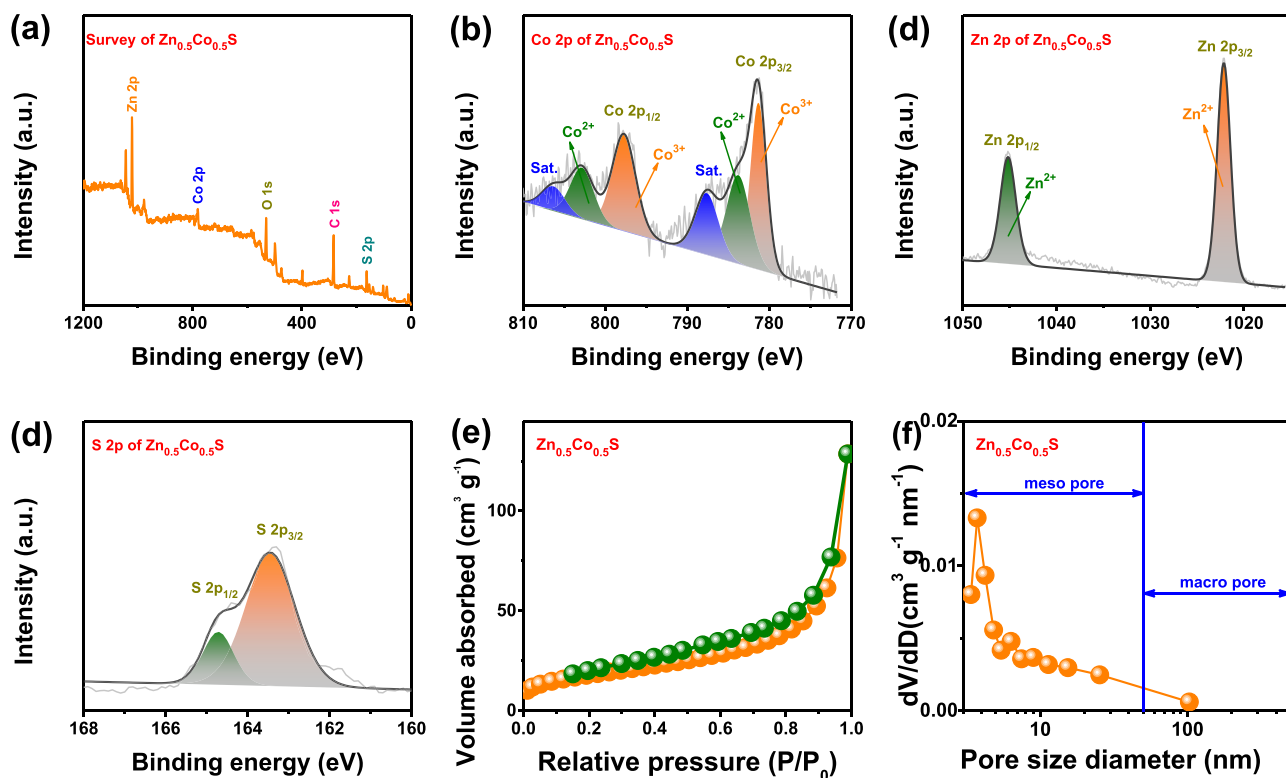 (a)
Survey of Zn0.5Co0.5S
Zn 2p
Co 2p
O 1s
C 1s
S 2p
Intensity (a.u.)
1200 800 400 0
Binding energy (eV)
(b)
Co 2p of Zn0.5Co0.5S
Co 2p3/2
Co 2p1/2
Co2+
Co2+
Co3+
Co3+
Sat.
Sat.
Intensity (a.u.)
810 800 790 780 770
Binding energy (eV)
(d)
Zn 2p of Zn0.5Co0.5S
Zn 2p3/2
Zn2+
Zn 2p1/2
Zn2+
Intensity (a.u.)
1050 1040 1030 1020
Binding energy (eV)
(d)
S 2p of Zn0.5Co0.5S
S 2p3/2
S 2p1/2
Intensity (a.u.)
168 166 164 162 160
Binding energy (eV)
(e)
Zn0.5Co0.5S
Volume absorbed (cm3 g-1)
100
50
0
0.0 0.2 0.4 0.6 0.8 1.0
Relative pressure (P/P0)
(f)
Zn0.5Co0.5S
meso pore
macro pore
dV/dD(cm3 g-1 nm-1)
0.02
0.01
0.00
10 100
Pore size diameter (nm)